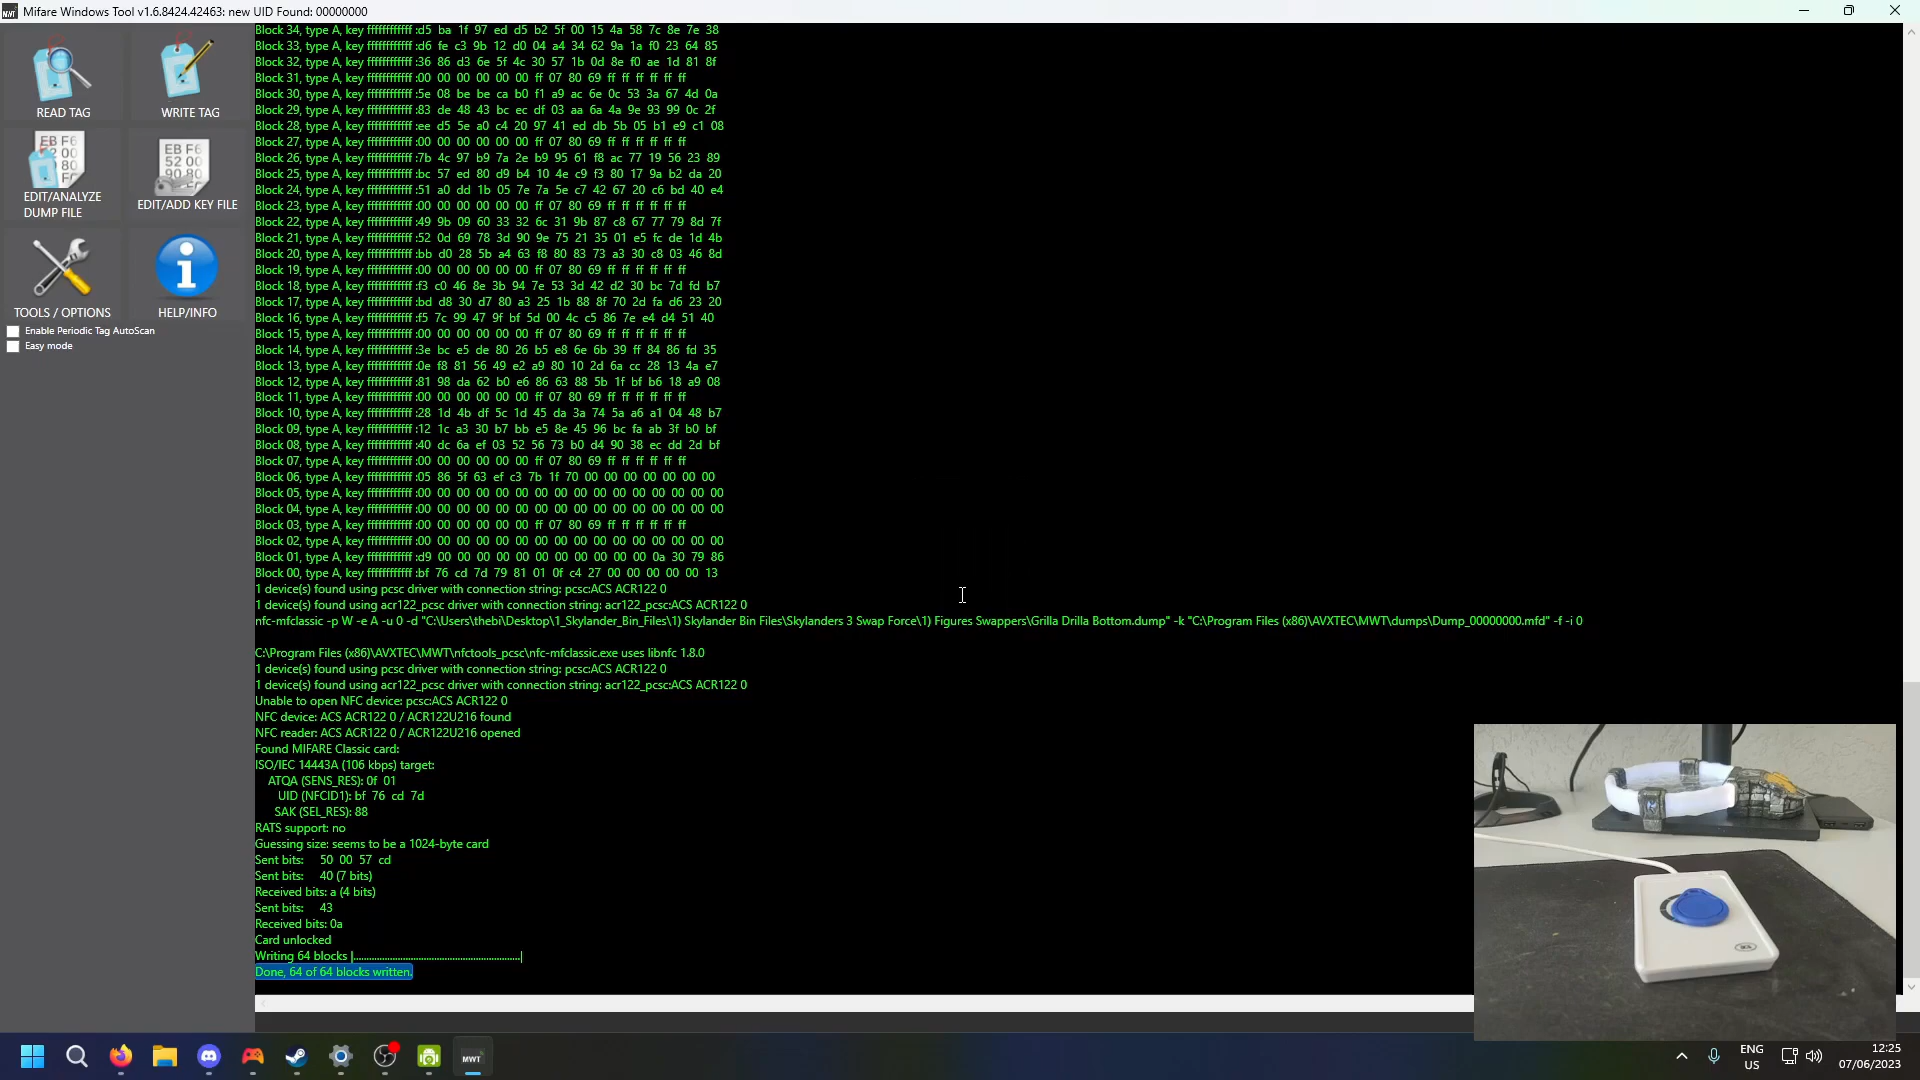 Mifare Windows Tool v1.6.8424.42463: new UID Found: 00000000
READ TAG
WRITE TAG
EDIT/ANALYZE
DUMP FILE
EDIT/ADD KEY FILE
TOOLS / OPTIONS
HELP/INFO
Enable Periodic Tag AutoScan
Easy mode
Block 34, type A, key ffffffffffff :d5 ba 1f 97 ed d5 b2 5f 00 15 4a 58 7c 8e 7e 38
Block 33, type A, key ffffffffffff :d6 fe c3 9b 12 d0 04 a4 34 62 9a 1a f0 23 64 85
Block 32, type A, key ffffffffffff :36 86 d3 6e 5f 4c 30 57 1b 0d 8e f0 ae 1d 81 8f
Block 31, type A, key ffffffffffff :00 00 00 00 00 00 ff 07 80 69 ff ff ff ff ff ff
Block 30, type A, key ffffffffffff :5e 08 be be ca b0 f1 a9 ac 6e 0c 53 3a 67 4d 0a
Block 29, type A, key ffffffffffff :83 de 48 43 bc ec df 03 aa 6a 4a 9e 93 99 0c 2f
Block 28, type A, key ffffffffffff :ee d5 5e a0 c4 20 97 41 ed db 5b 05 b1 e9 c1 08
Block 27, type A, key ffffffffffff :00 00 00 00 00 00 ff 07 80 69 ff ff ff ff ff ff
Block 26, type A, key ffffffffffff :7b 4c 97 b9 7a 2e b9 95 61 f8 ac 77 19 56 23 89
Block 25, type A, key ffffffffffff :bc 57 ed 80 d9 b4 10 4e c9 f3 80 17 9a b2 da 20
Block 24, type A, key ffffffffffff :51 a0 dd 1b 05 7e 7a 5e c7 42 67 20 c6 bd 40 e4
Block 23, type A, key ffffffffffff :00 00 00 00 00 00 ff 07 80 69 ff ff ff ff ff ff
Block 22, type A, key ffffffffffff :49 9b 09 60 33 32 6c 31 9b 87 c8 67 77 79 8d 7f
Block 21, type A, key ffffffffffff :52 0d 69 78 3d 90 9e 75 21 35 01 e5 fc de 1d 4b
Block 20, type A, key ffffffffffff :bb d0 28 5b a4 63 f8 80 83 73 a3 30 c8 03 46 8d
Block 19, type A, key ffffffffffff :00 00 00 00 00 00 ff 07 80 69 ff ff ff ff ff ff
Block 18, type A, key ffffffffffff :f3 c0 46 8e 3b 94 7e 53 3d 42 d2 30 bc 7d fd b7
Block 17, type A, key ffffffffffff :bd d8 30 d7 80 a3 25 1b 88 8f 70 2d fa d6 23 20
Block 16, type A, key ffffffffffff :f5 7c 99 47 9f bf 5d 00 4c c5 86 7e e4 d4 51 40
Block 15, type A, key ffffffffffff :00 00 00 00 00 00 ff 07 80 69 ff ff ff ff ff ff
Block 14, type A, key ffffffffffff :3e bc e5 de 80 26 b5 e8 6e 6b 39 ff 84 86 fd 35
Block 13, type A, key ffffffffffff :0e f8 81 56 49 e2 a9 80 10 2d 6a cc 28 13 4a e7
Block 12, type A, key ffffffffffff :81 98 da 62 b0 e6 86 63 88 5b 1f bf b6 18 a9 08
Block 11, type A, key ffffffffffff :00 00 00 00 00 00 ff 07 80 69 ff ff ff ff ff ff
Block 10, type A, key ffffffffffff :28 1d 4b df 5c 1d 45 da 3a 74 5a a6 a1 04 48 b7
Block 09, type A, key ffffffffffff :12 1c a3 30 b7 bb e5 8e 45 96 bc fa ab 3f b0 bf
Block 08, type A, key ffffffffffff :40 dc 6a ef 03 52 56 73 b0 d4 90 38 ec dd 2d bf
Block 07, type A, key ffffffffffff :00 00 00 00 00 00 ff 07 80 69 ff ff ff ff ff ff
Block 06, type A, key ffffffffffff :05 86 5f 63 ef c3 7b 1f 70 00 00 00 00 00 00 00
Block 05, type A, key ffffffffffff :00 00 00 00 00 00 00 00 00 00 00 00 00 00 00 00
Block 04, type A, key ffffffffffff :00 00 00 00 00 00 00 00 00 00 00 00 00 00 00 00
Block 03, type A, key ffffffffffff :00 00 00 00 00 00 ff 07 80 69 ff ff ff ff ff ff
Block 02, type A, key ffffffffffff :00 00 00 00 00 00 00 00 00 00 00 00 00 00 00 00
Block 01, type A, key ffffffffffff :d9 00 00 00 00 00 00 00 00 00 00 00 0a 30 79 86
Block 00, type A, key ffffffffffff :bf 76 cd 7d 79 81 01 0f c4 27 00 00 00 00 00 13
1 device(s) found using pcsc driver with connection string: pcsc:ACS ACR122 0
1 device(s) found using acr122_pcsc driver with connection string: acr122_pcsc:ACS ACR122 0
nfc-mfclassic -p W -e A -u 0 -d "C:\Users\thebi\Desktop\1_Skylander_Bin_Files\1) Skylander Bin Files\Skylanders 3 Swap Force\1) Figures Swappers\Grilla Drilla Bottom.dump" -k "C:\Program Files (x86)\AVXTEC\MWT\dumps\Dump_00000000.mfd" -f -i 0
C:\Program Files (x86)\AVXTEC\MWT\nfctools_pcsc\nfc-mfclassic.exe uses libnfc 1.8.0
1 device(s) found using pcsc driver with connection string: pcsc:ACS ACR122 0
1 device(s) found using acr122_pcsc driver with connection string: acr122_pcsc:ACS ACR122 0
Unable to open NFC device: pcsc:ACS ACR122 0
NFC device: ACS ACR122 0 / ACR122U216 found
NFC reader: ACS ACR122 0 / ACR122U216 opened
Found MIFARE Classic card:
ISO/IEC 14443A (106 kbps) target:
ATQA (SENS_RES): 0f 01
UID (NFCID1): bf 76 cd 7d
SAK (SEL_RES): 88
RATS support: no
Guessing size: seems to be a 1024-byte card
Sent bits: 50 00 57 cd
Sent bits: 40 (7 bits)
Received bits: a (4 bits)
Sent bits: 43
Received bits: 0a
Card unlocked
Writing 64 blocks |................................................................|
Done, 64 of 64 blocks written.
MWT
ENG
US
12:25
07/06/2023